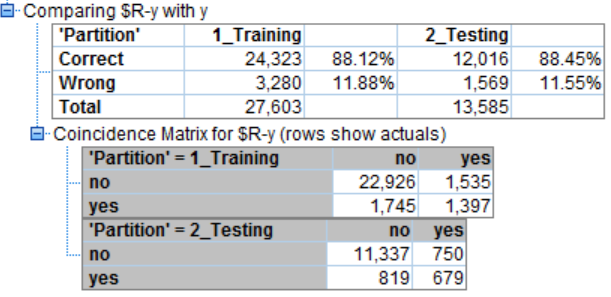 Comparing $R-y with y
'Partition' 1_Training 2_Testing
Correct 24,323 88.12% 12,016 88.45%
Wrong 3,280 11.88% 1,569 11.55%
Total 27,603 13,585
Coincidence Matrix for $R-y (rows show actuals)
'Partition' = 1_Training no yes
no 22,926 1,535
yes 1,745 1,397
'Partition' = 2_Testing no yes
no 11,337 750
yes 819 679